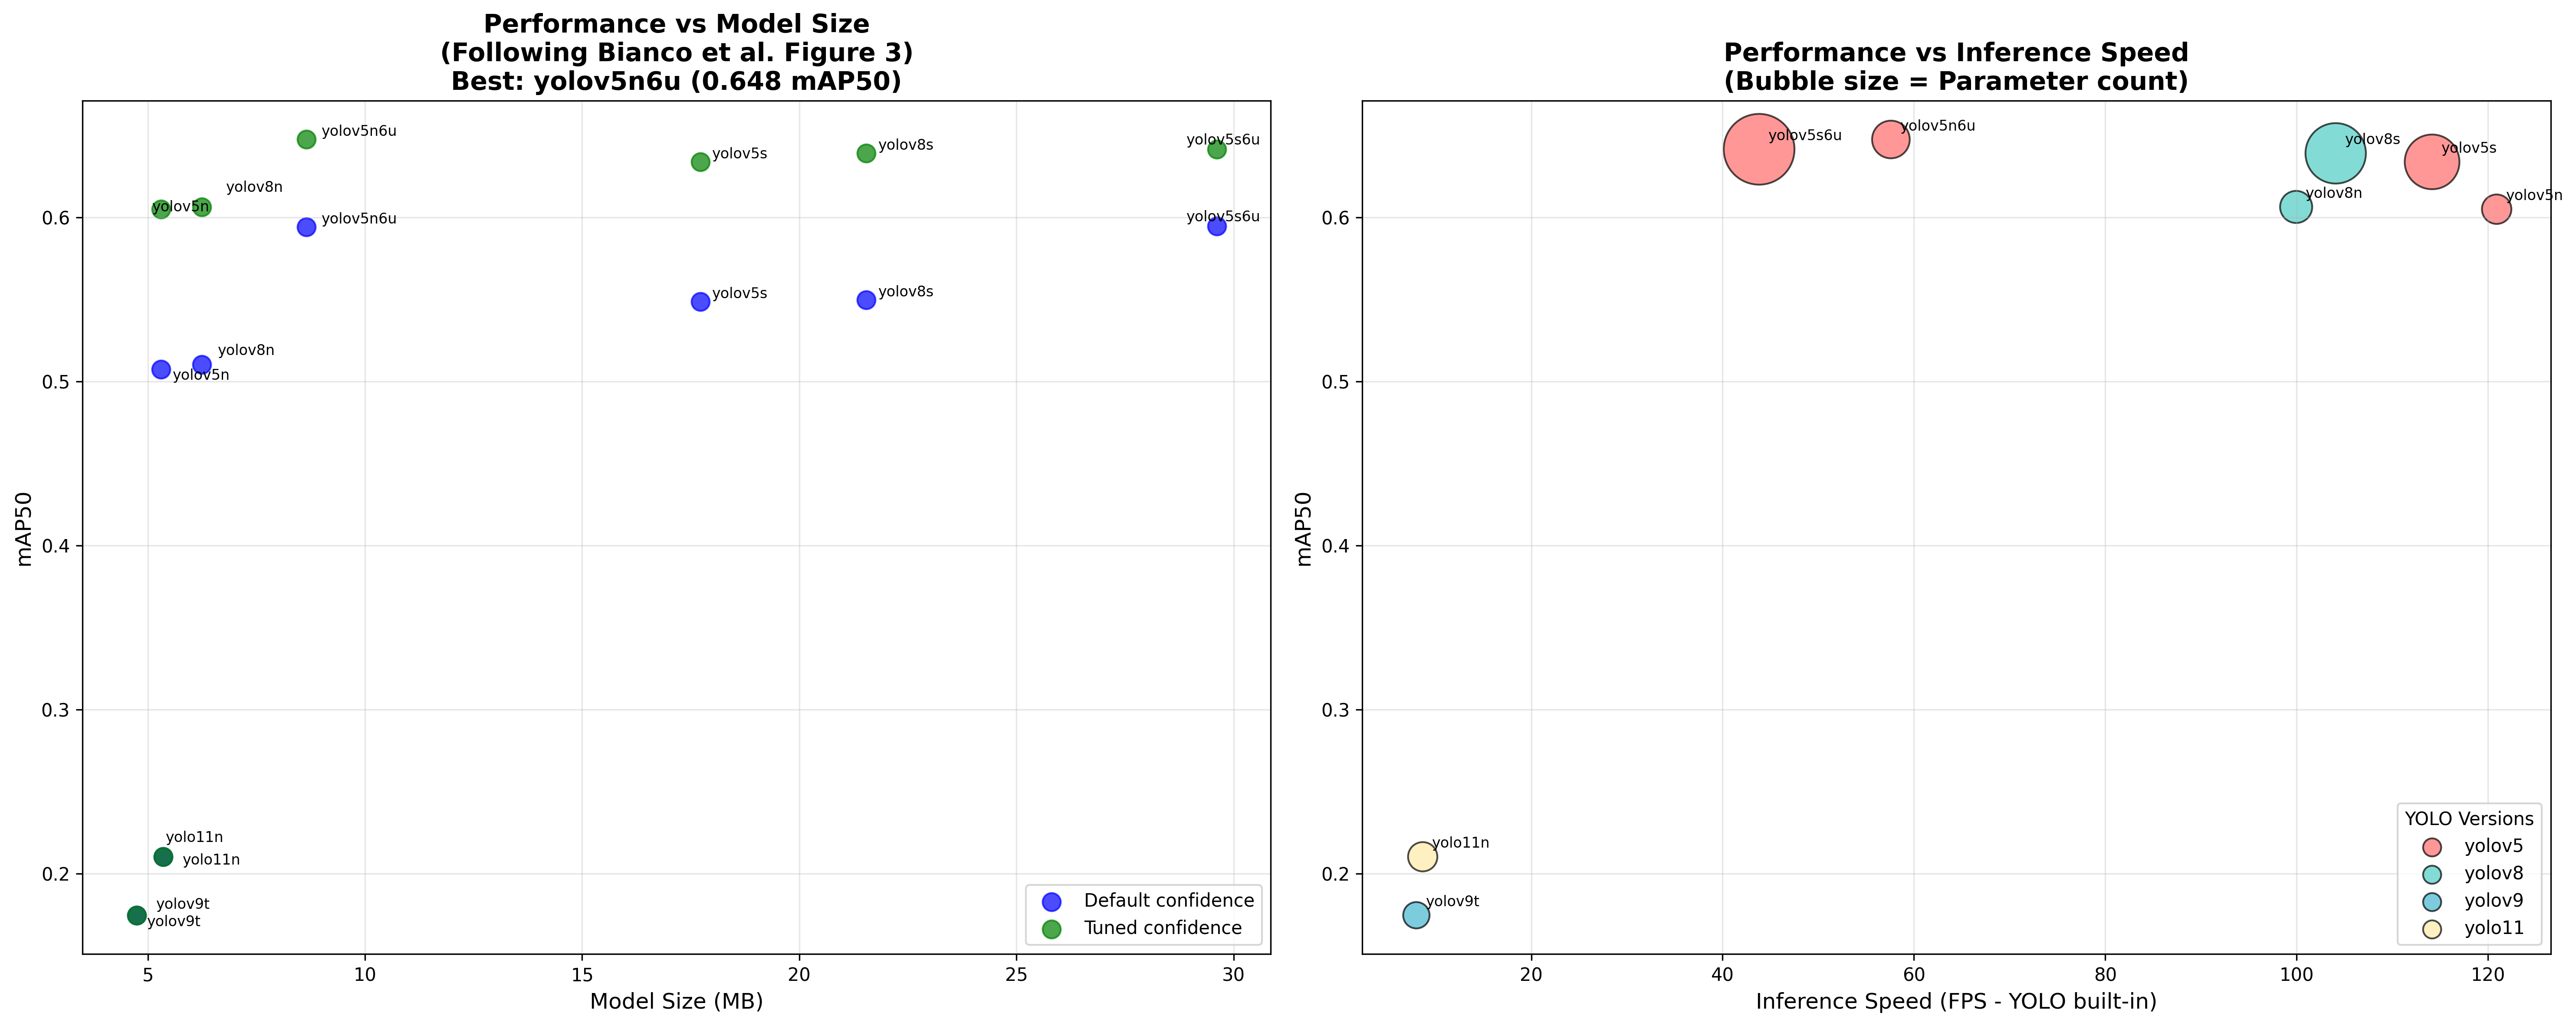 Performance vs Model Size
(Following Bianco et al. Figure 3)
Best: yolov5n6u (0.648 mAP50)
mAP50
0.6
0.5
0.4
0.3
0.2
yolov5n6u
yolov5s6u
yolov8s
yolov5s
yolov8n
yolov5n
yolov5n6u
yolov5s6u
yolov5s
yolov8s
yolov8n
yolov5n
yolo11n
yolo11n
yolov9t
yolov9t
Default confidence
Tuned confidence
5
10
15
20
25
30
Model Size (MB)
Performance vs Inference Speed
(Bubble size = Parameter count)
mAP50
0.6
0.5
0.4
0.3
0.2
yolov5s6u
yolov5n6u
yolov8s
yolov5s
yolov8n
yolov5n
yolo11n
yolov9t
YOLO Versions
yolov5
yolov8
yolov9
yolo11
20
40
60
80
100
120
Inference Speed (FPS - YOLO built-in)